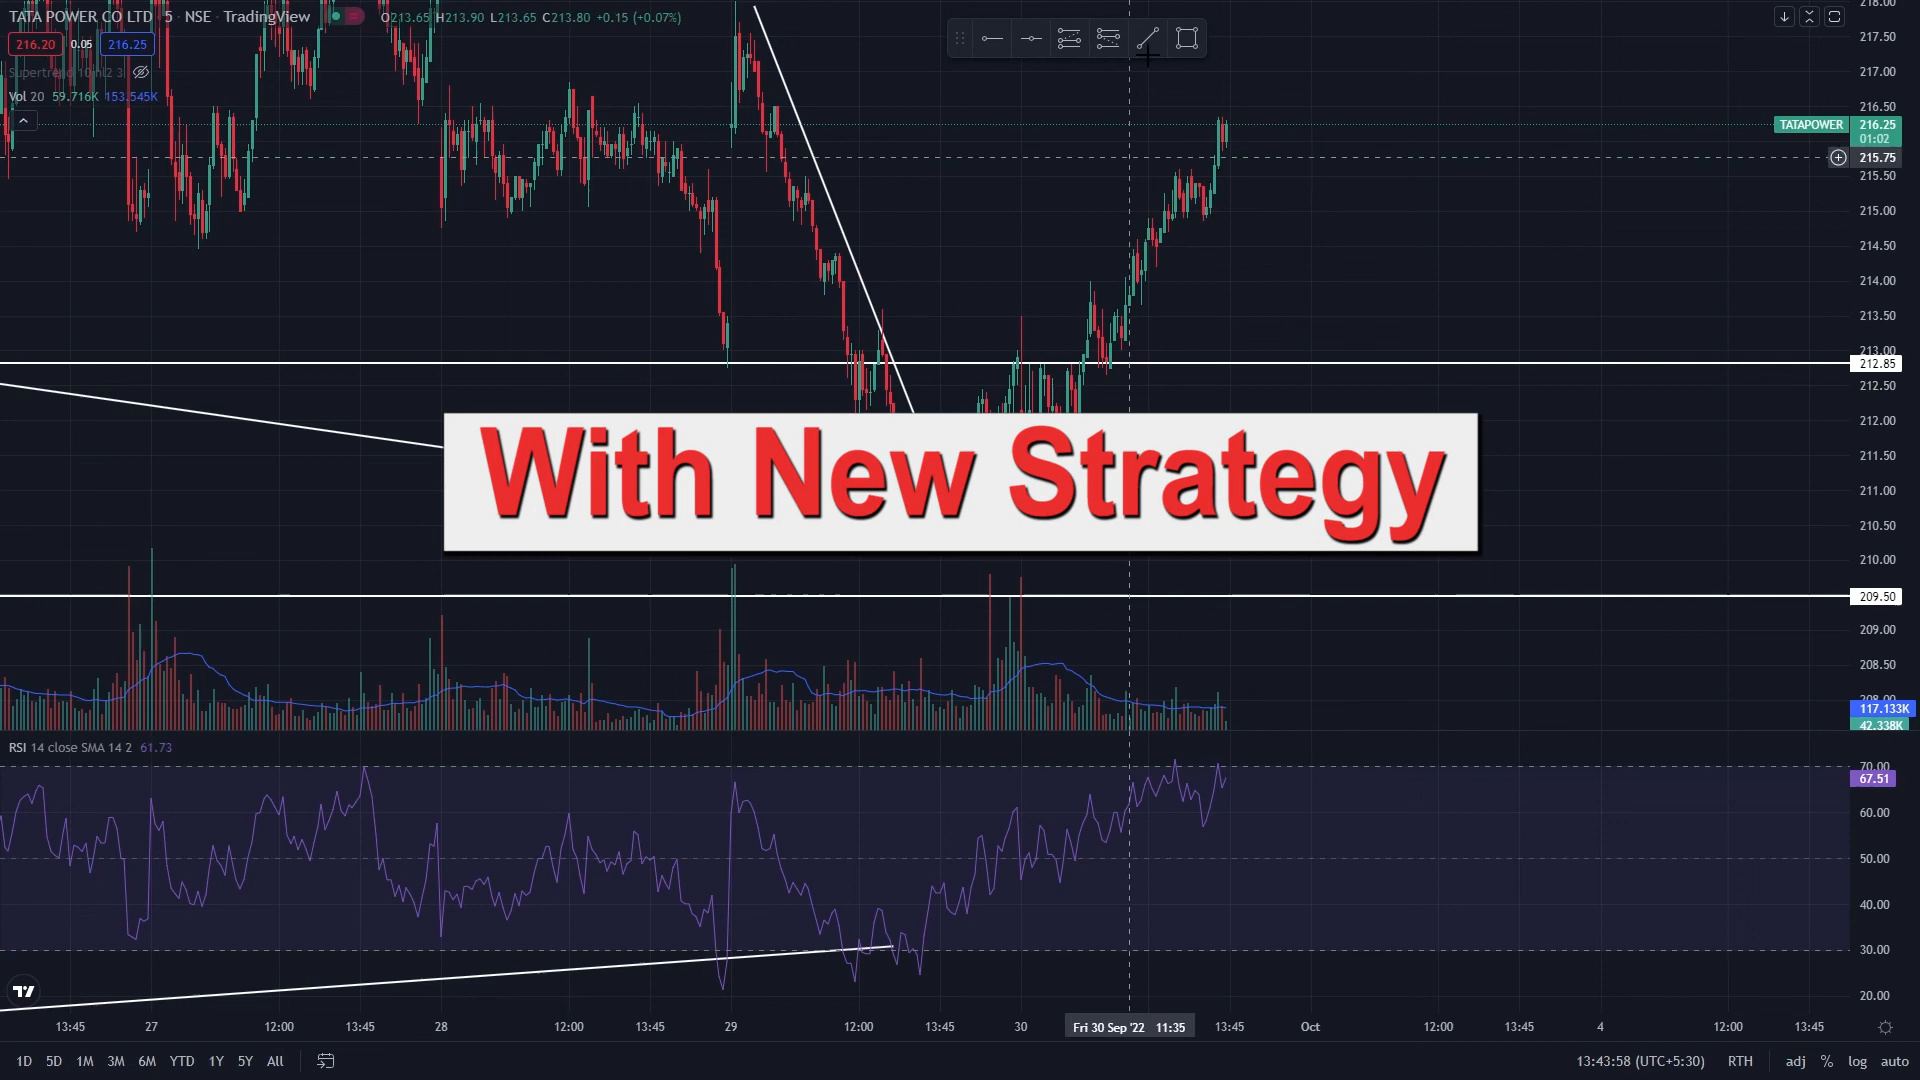 TATA POWER CO LTD · 5 · NSE · TradingView O213.65 H213.90 L213.65 C213.80 +0.15 (+0.07%)
216.20 0.05 216.25
Supertrend 10 hl2 3
Vol 20 59.716K 153.545K
218.00
217.50
217.00
216.50
TATAPOWER 216.25
01:02
215.75
215.50
215.00
214.50
214.00
213.50
213.00
212.85
212.50
212.00
211.50
211.00
210.50
210.00
209.50
209.00
208.50
208.00
117.133K
42.338K
With New Strategy
RSI 14 close SMA 14 2 61.73
70.00
67.51
60.00
50.00
40.00
30.00
20.00
13:45 27 12:00 13:45 28 12:00 13:45 29 12:00 13:45 30 Fri 30 Sep '22 11:35 13:45 Oct 12:00 13:45 4 12:00 13:45
1D 5D 1M 3M 6M YTD 1Y 5Y All 13:43:58 (UTC+5:30) RTH adj % log auto